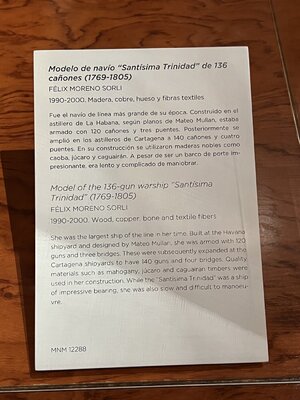 Modelo de navío “Santísima Trinidad” de 136
cañones (1769-1805)
FÉLIX MORENO SORLI
1990-2000. Madera, cobre, hueso y fibras textiles
Fue el navío de línea más grande de su época. Construido en el
astillero de La Habana, según planos de Mateo Mullan, estaba
armado con 120 cañones y tres puentes. Posteriormente se
amplió en los astilleros de Cartagena a 140 cañones y cuatro
puentes. En su construcción se utilizaron maderas nobles como
caoba, júcaro y caguairán. A pesar de ser un barco de porte im-
presionante, era lento y complicado de maniobrar.
Model of the 136-gun warship “Santísima
Trinidad” (1769-1805)
FÉLIX MORENO SORLI
1990-2000. Wood, copper, bone and textile fibers
She was the largest ship of the line in her time. Built at the Havana
shipyard and designed by Mateo Mullan, she was armed with 120
guns and three bridges. These were subsequently expanded at the
Cartagena shipyards to have 140 guns and four bridges. Quality
materials such as mahogany, júcaro and caguairan timbers were
used in her construction. While the “Santísima Trinidad” was a ship
of impressive bearing, she was also slow and difficult to manoeu-
vre.
MNM 12288